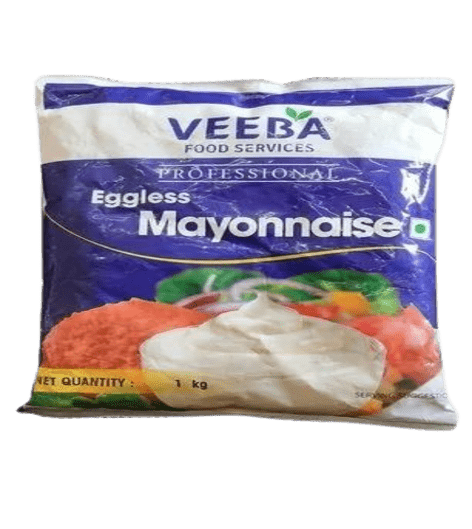 VEEBA®
FOOD SERVICES
PROFESSIONAL
Eggless
Mayonnaise
NET QUANTITY : 1 kg